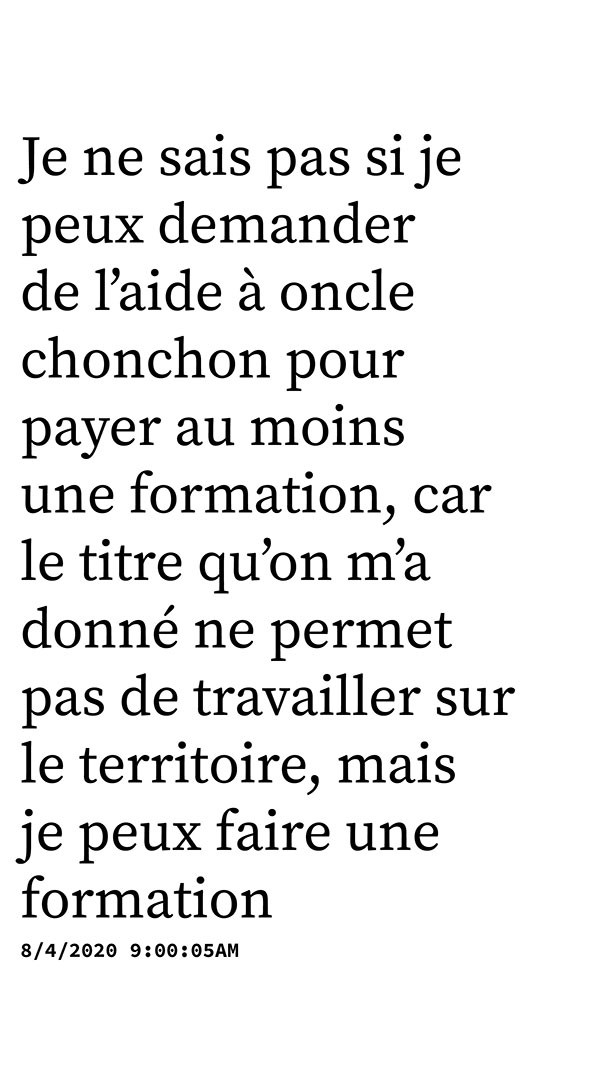 Je ne sais pas si je
peux demander
de l’aide à oncle
chonchon pour
payer au moins
une formation, car
le titre qu’on m’a
donné ne permet
pas de travailler sur
le territoire, mais
je peux faire une
formation
8/4/2020 9:00:05AM